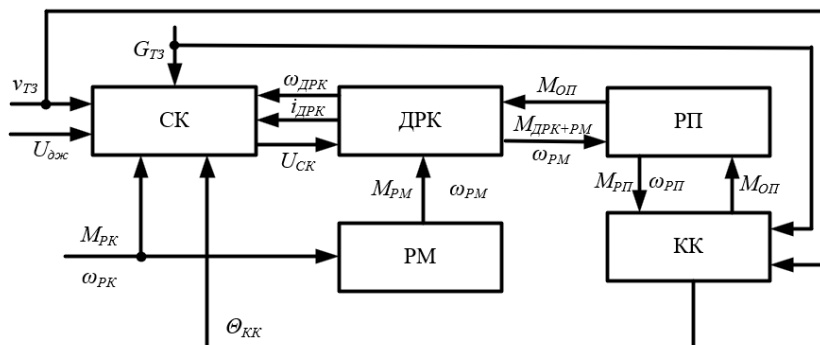 G_ТЗ
v_ТЗ
ω_ДРК
М_ОП
i_ДРК
СК
ДРК
М_ДРК+РМ
РП
U_дж
U_СК
ω_РМ
М_РП
ω_РП
М_ОП
М_РМ
ω_РМ
М_РК
РМ
КК
ω_РК
Θ_КК